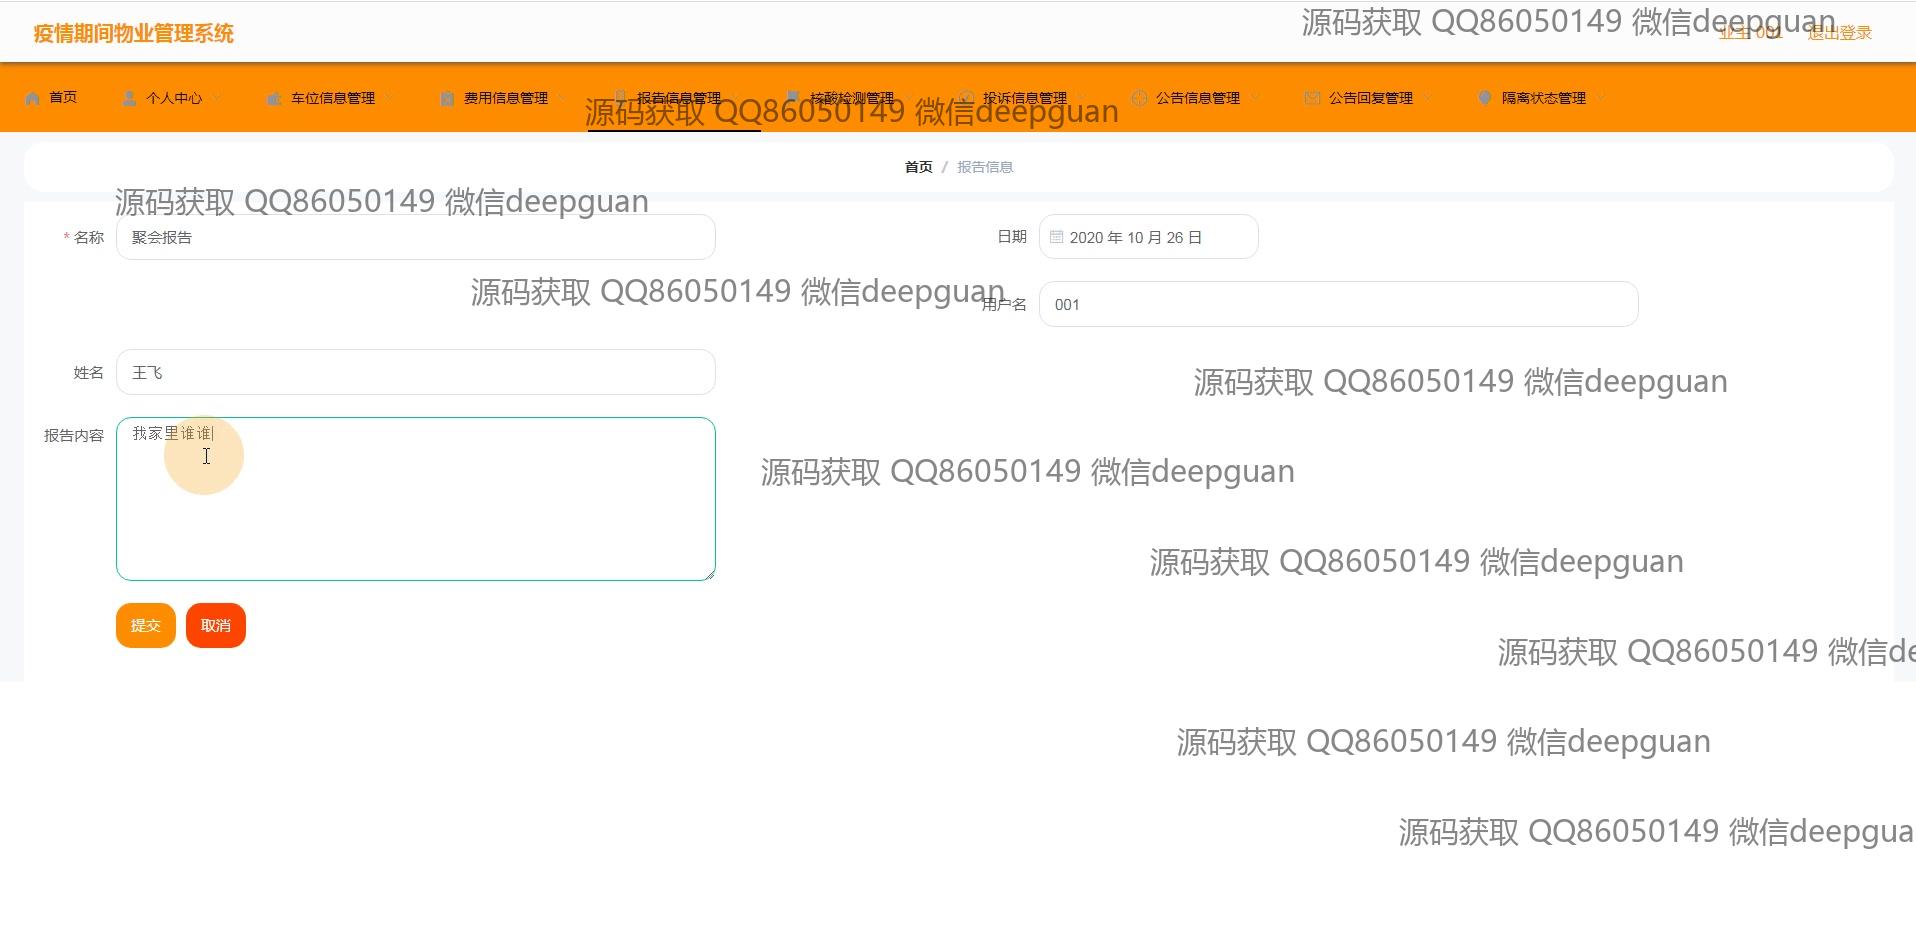 疫情期间物业管理系统
源码获取 QQ86050149 微信deepguan
业主 001 退出登录
首页 个人中心 车位信息管理 费用信息管理 报告信息管理 核酸检测管理 投诉信息管理 公告信息管理 公告回复管理 隔离状态管理
源码获取 QQ86050149 微信deepguan
首页 / 报告信息
源码获取 QQ86050149 微信deepguan
* 名称 聚会报告 日期 2020 年 10 月 26 日
源码获取 QQ86050149 微信deepguan
用户名 001
姓名 王飞
源码获取 QQ86050149 微信deepguan
报告内容 我家里谁谁
源码获取 QQ86050149 微信deepguan
源码获取 QQ86050149 微信deepguan
提交 取消
源码获取 QQ86050149 微信de
源码获取 QQ86050149 微信deepguan
源码获取 QQ86050149 微信deepgua